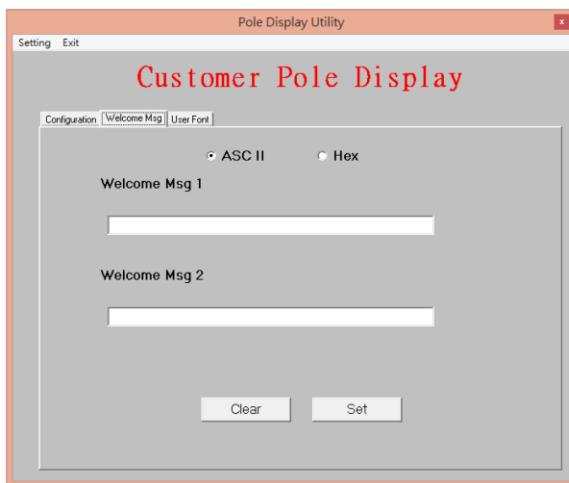 Pole Display Utility
x
Setting Exit
Customer Pole Display
Configuration Welcome Msg User Font
ASC II Hex
Welcome Msg 1
Welcome Msg 2
Clear Set